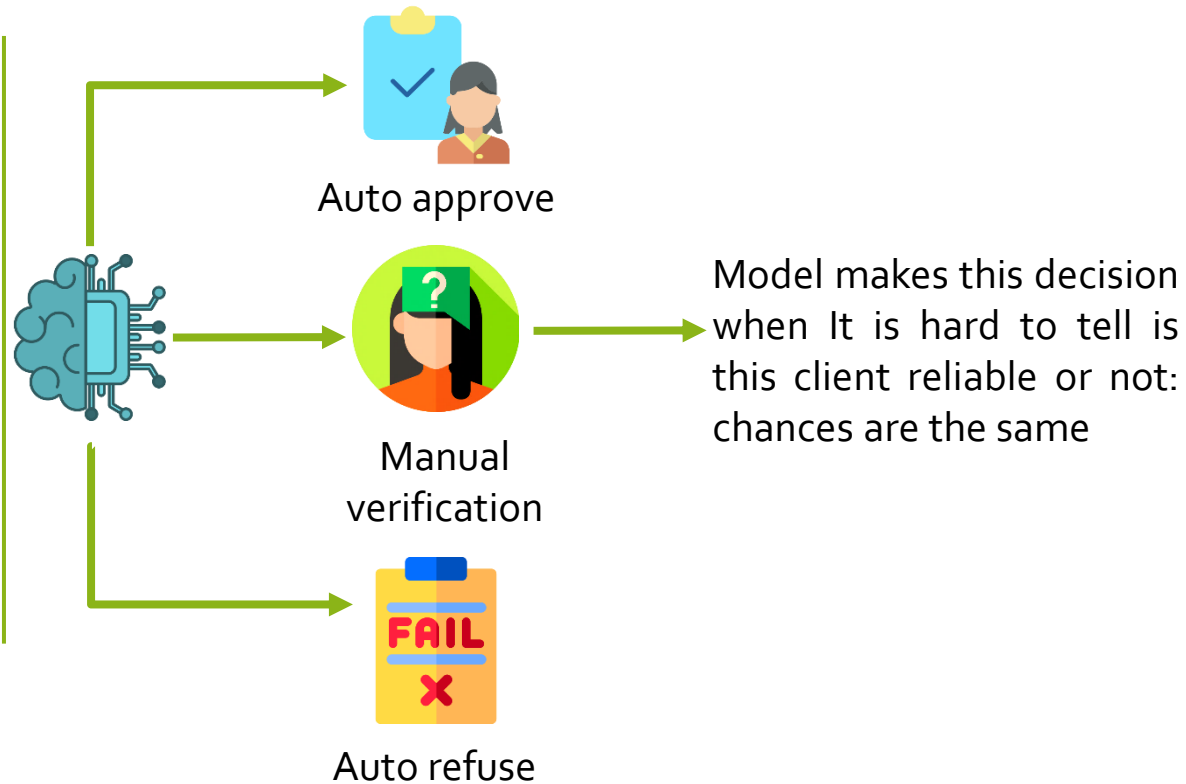 Auto approve
?
Model makes this decision
when It is hard to tell is
this client reliable or not:
chances are the same
Manual
verification
FAIL
X
Auto refuse